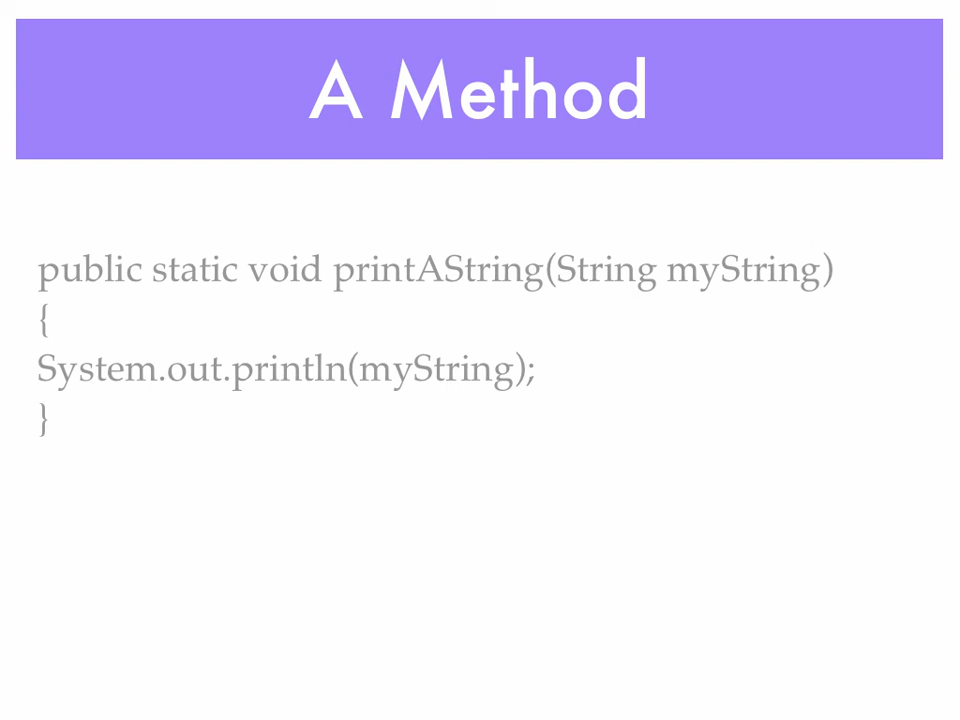 A Method
public static void printAString(String myString)
{
System.out.println(myString);
}